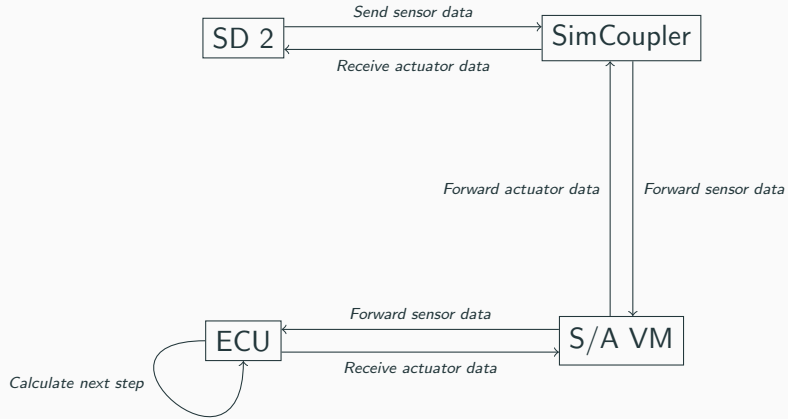 Send sensor data
SD 2
SimCoupler
Receive actuator data
Forward actuator data
Forward sensor data
Forward sensor data
ECU
S/A VM
Receive actuator data
Calculate next step